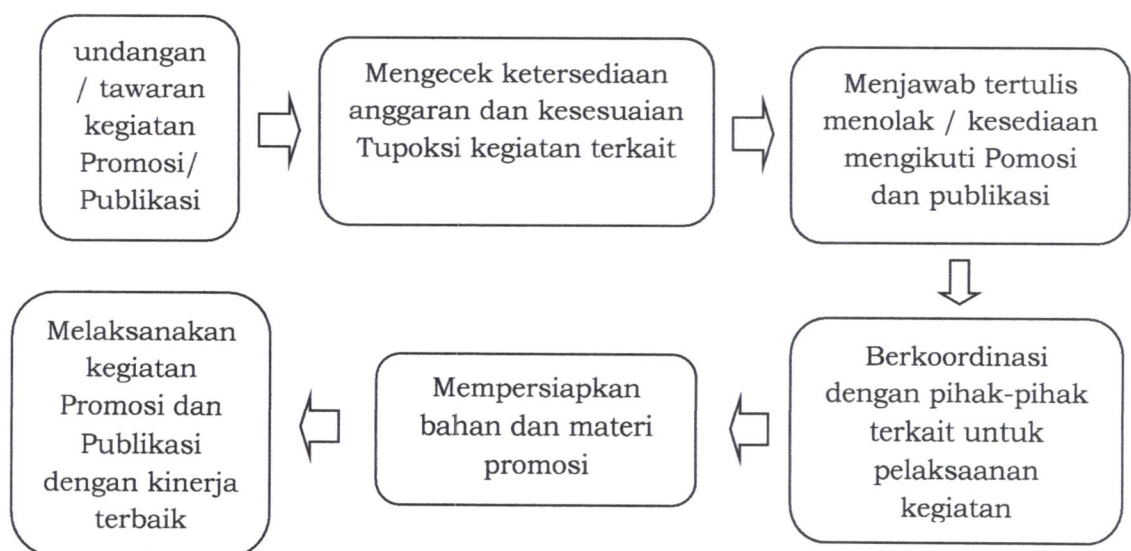 undangan
/ tawaran
kegiatan
Promosi/
Publikasi
Mengecek ketersediaan
anggaran dan kesesuaian
Tupoksi kegiatan terkait
Menjawab tertulis
menolak / kesediaan
mengikuti Pomosi
dan publikasi
Berkoordinasi
dengan pihak-pihak
terkait untuk
pelaksaanan
kegiatan
Mempersiapkan
bahan dan materi
promosi
Melaksanakan
kegiatan
Promosi dan
Publikasi
dengan kinerja
terbaik